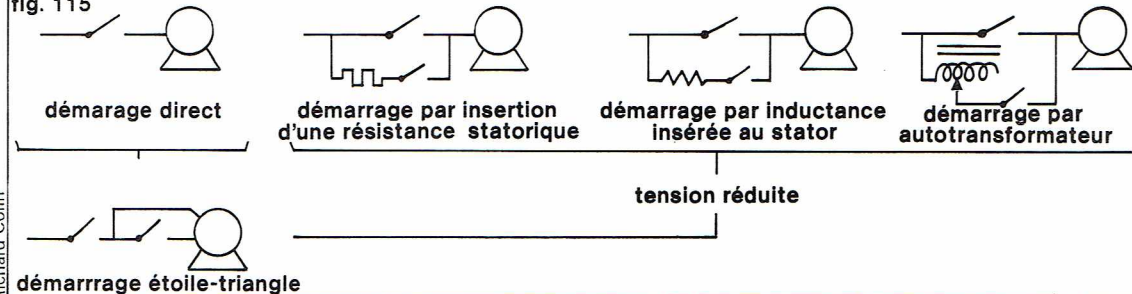 fig. 115
démarage direct
démarrage par insertion
d'une résistance statorique
démarrage par inductance
insérée au stator
démarrage par
autotransformateur
tension réduite
démarrrage étoile-triangle